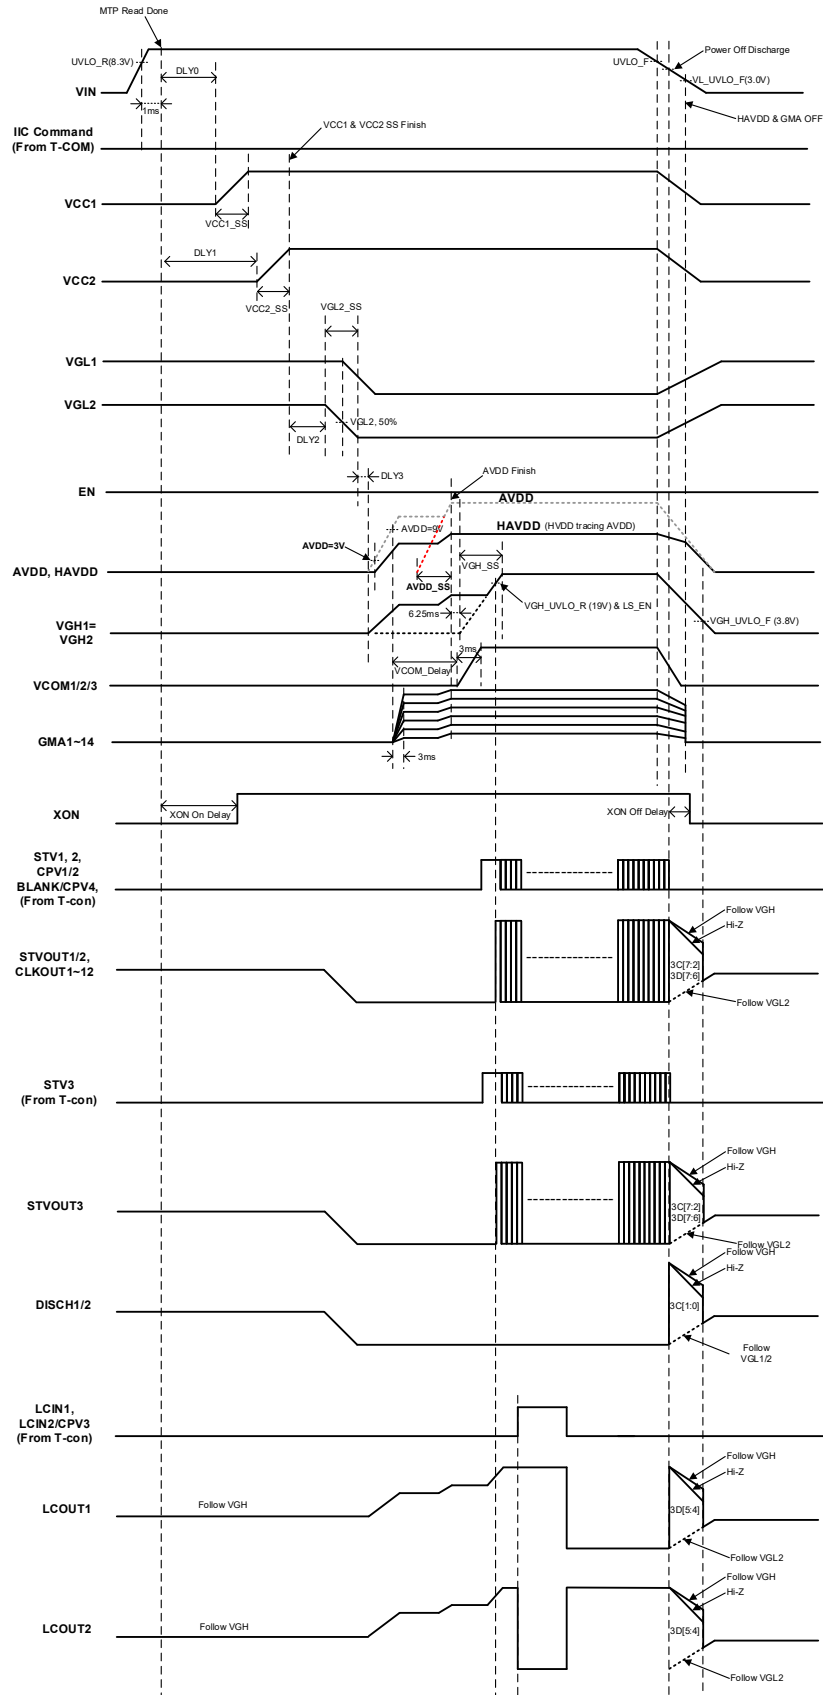 MTP Read Done
UVLO_R(8.3V)
DLY0
UVLO_F
Power Off Discharge
VL_UVLO_F(3.0V)
VIN
1ms
HAVDD & GMA OFF
VCC1 & VCC2 SS Finish
IIC Command
(From T-COM)
VCC1
VCC1_SS
DLY1
VCC2
VCC2_SS
VGL2_SS
VGL1
VGL2
VGL2, 50%
DLY2
DLY3
AVDD Finish
EN
AVDD
AVDD=9V
HAVDD (HVDD tracing AVDD)
AVDD=3V
VGH_SS
AVDD, HAVDD
AVDD_SS
VGH_UVLO_R (19V) & LS_EN
6.25ms
VGH_UVLO_F (3.8V)
VGH1=
VGH2
3ms
VCOM_Delay
VCOM1/2/3
GMA1~14
3ms
XON
XON On Delay
XON Off Delay
STV1, 2,
CPV1/2
BLANK/CPV4,
(From T-con)
Follow VGH
Hi-Z
STVOUT1/2,
CLKOUT1~12
3C[7:2]
3D[7:6]
Follow VGL2
STV3
(From T-con)
Follow VGH
Hi-Z
STVOUT3
3C[7:2]
3D[7:6]
Follow VGL2
Follow VGH
Hi-Z
DISCH1/2
3C[1:0]
Follow
VGL1/2
LCIN1,
LCIN2/CPV3
(From T-con)
Follow VGH
Hi-Z
LCOUT1
Follow VGH
3D[5:4]
Follow VGL2
Follow VGH
Hi-Z
LCOUT2
Follow VGH
3D[5:4]
Follow VGL2